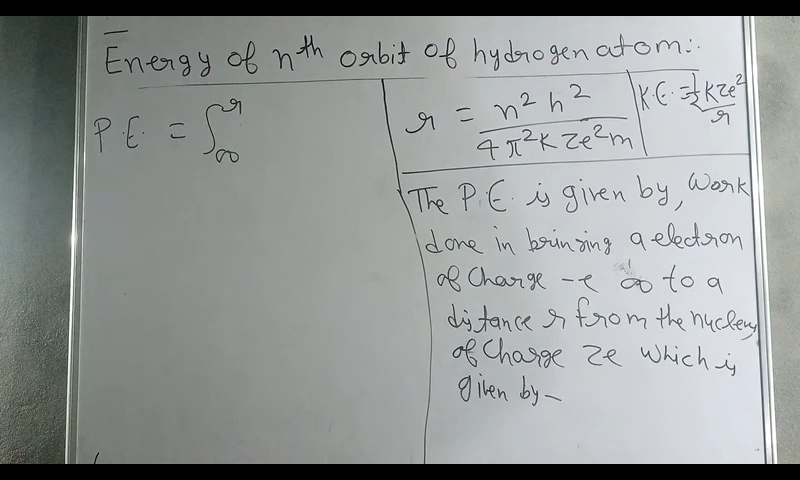 Energy of nth orbit of hydrogen atom:.
P.E. = ∫∞r
r = n²h² / 4π²KZe²m
K.E. = 1/2 KZe²/r
The P.E. is given by, Work
done in brinsing a electron
of Charge -e ∞ to a
distance r from the nucleus
of Charge Ze which is
given by-